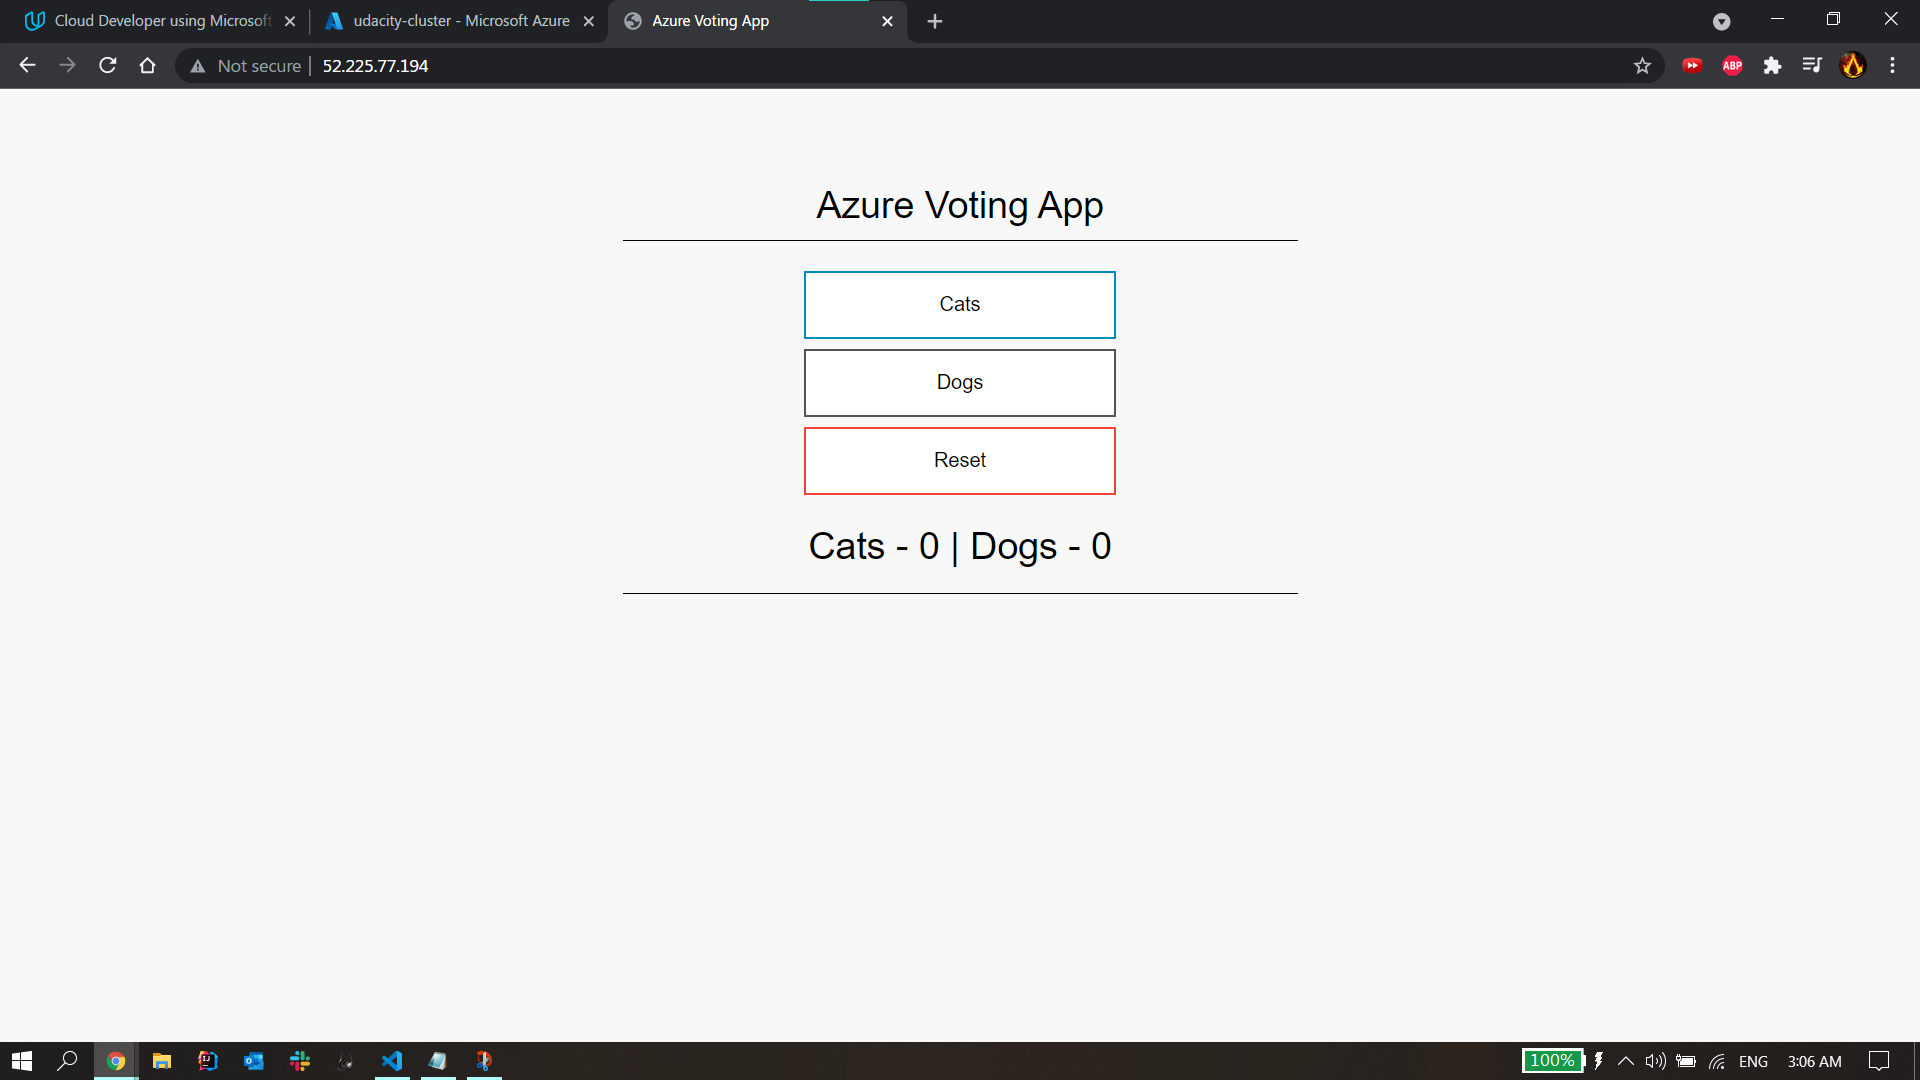 Cloud Developer using Microsoft
udacity-cluster - Microsoft Azure
Azure Voting App
Not secure
52.225.77.194
ABP
Azure Voting App
Cats
Dogs
Reset
Cats - 0 | Dogs - 0
100%
ENG
3:06 AM